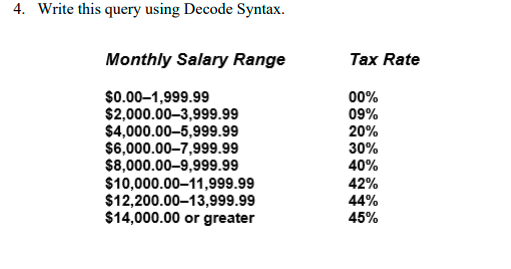 4. Write this query using Decode Syntax.
Monthly Salary Range Tax Rate
$0.00–1,999.99 00%
$2,000.00–3,999.99 09%
$4,000.00–5,999.99 20%
$6,000.00–7,999.99 30%
$8,000.00–9,999.99 40%
$10,000.00–11,999.99 42%
$12,200.00–13,999.99 44%
$14,000.00 or greater 45%